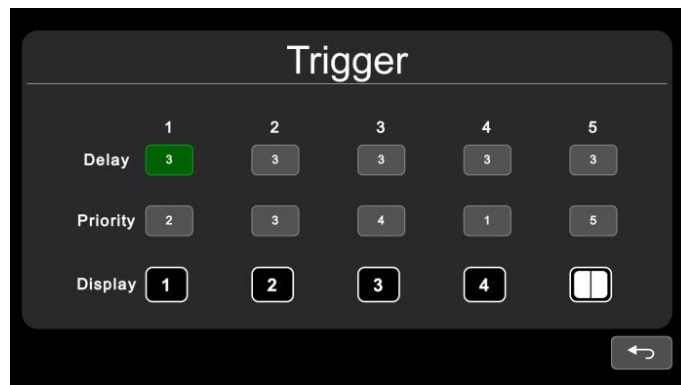 Trigger
1 2 3 4 5
Delay 3 3 3 3 3
Priority 2 3 4 1 5
Display 1 2 3 4